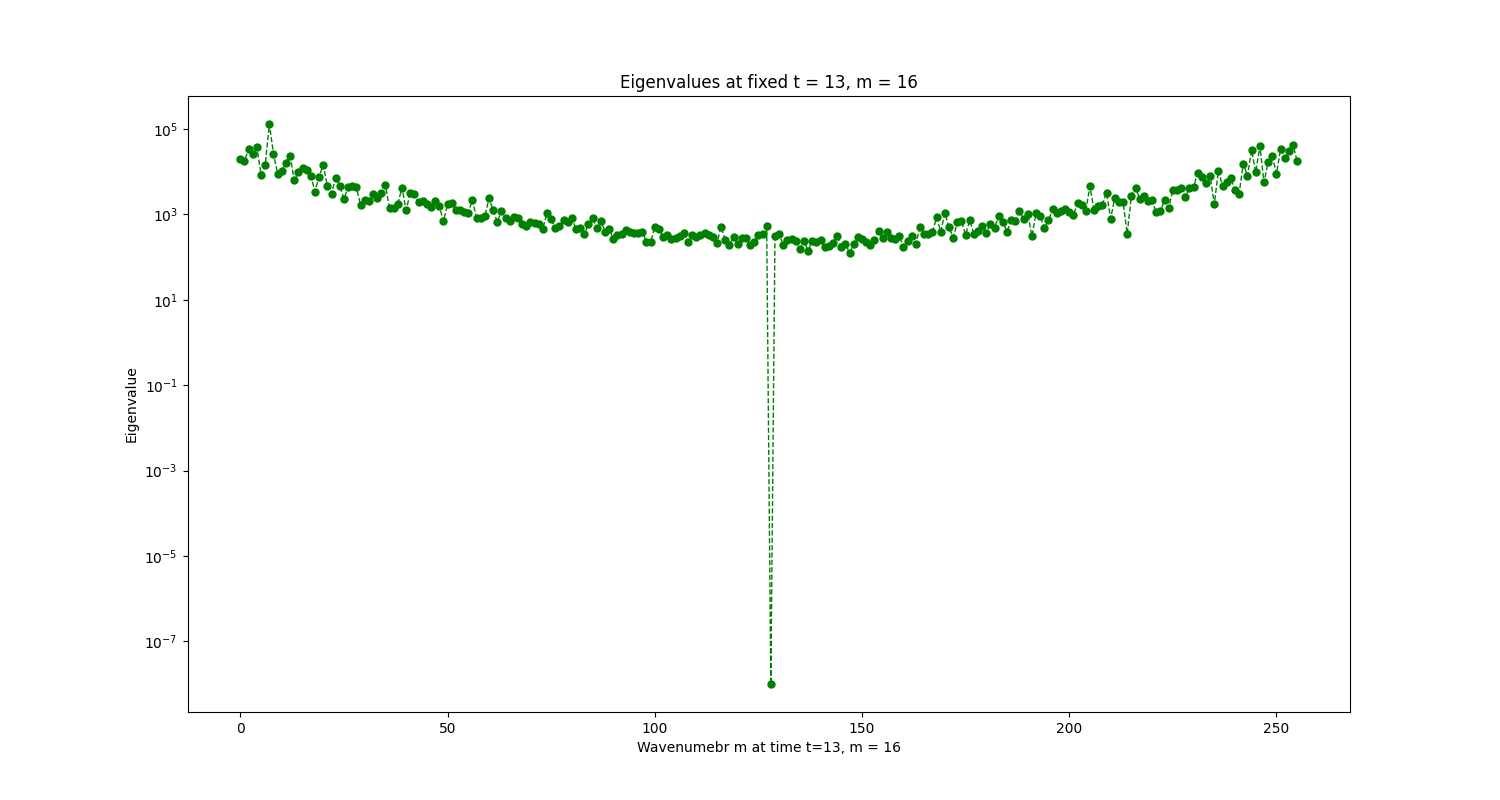 Eigenvalues at fixed t = 13, m = 16
10^5
10^3
10^1
10^-1
10^-3
10^-5
10^-7
Eigenvalue
0 50 100 150 200 250
Wavenumebr m at time t=13, m = 16